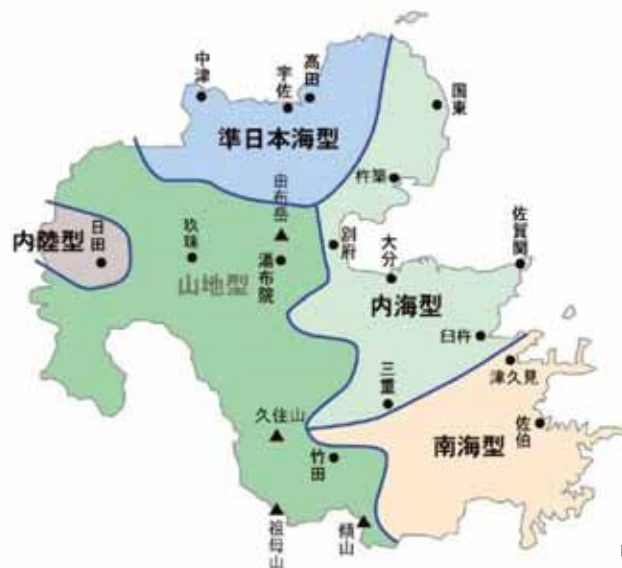 中津
宇佐
高田
国東
準日本海型
杵築
由布岳
別府
大分
佐賀関
内陸型
日田
玖珠
湯布院
山地型
内海型
臼杵
津久見
三重
久住山
竹田
南海型
佐伯
祖母山
傾山